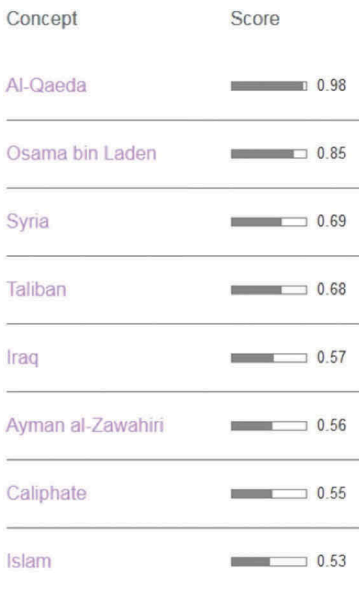 Concept Score
Al-Qaeda 0.98
Osama bin Laden 0.85
Syria 0.69
Taliban 0.68
Iraq 0.57
Ayman al-Zawahiri 0.56
Caliphate 0.55
Islam 0.53